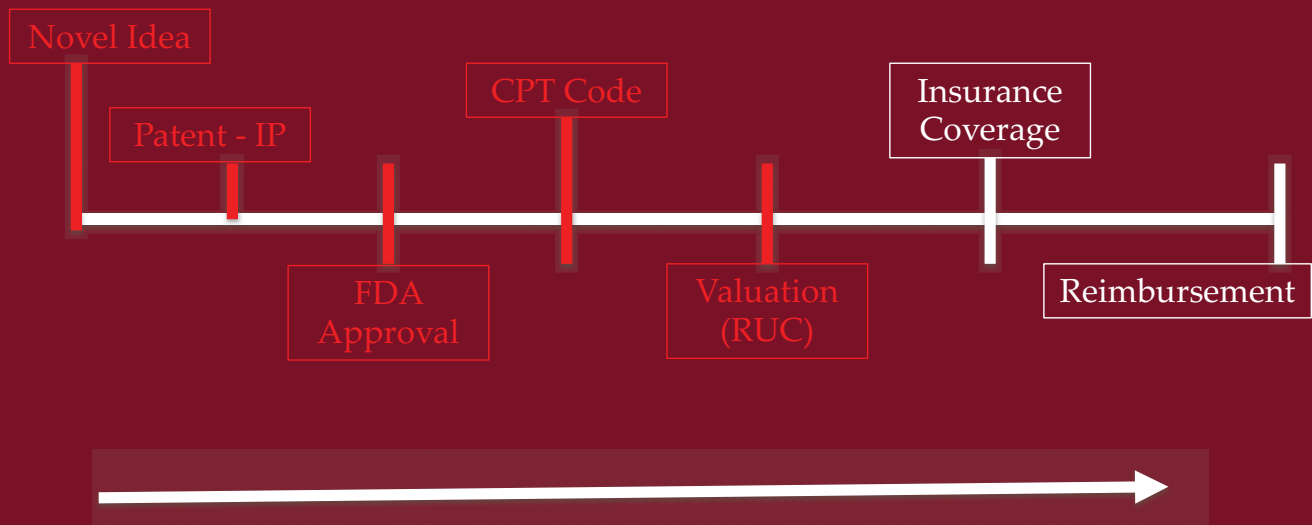 Novel Idea
Patent - IP
FDA
Approval
CPT Code
Valuation
(RUC)
Insurance
Coverage
Reimbursement